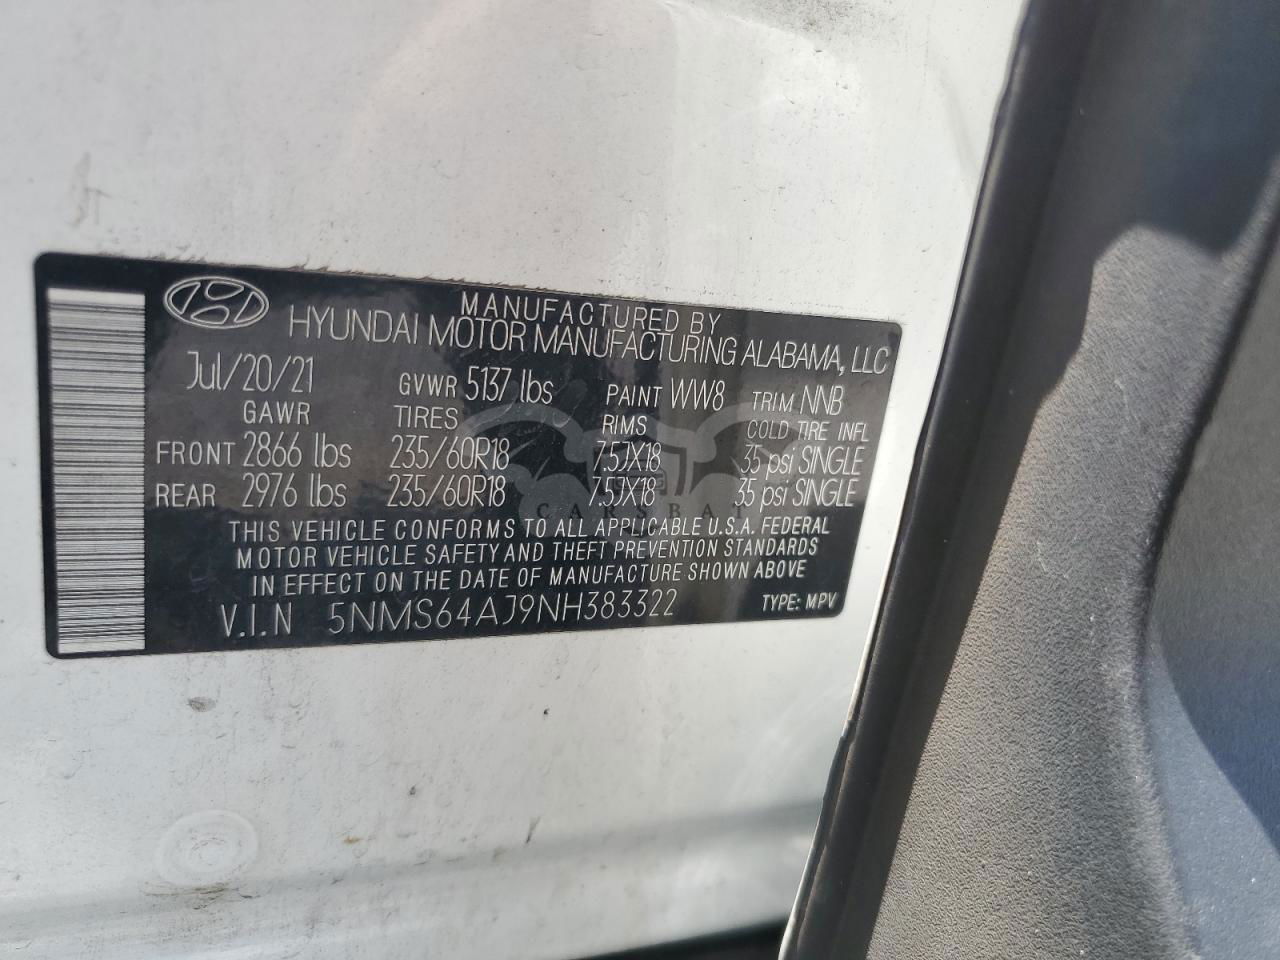 MANUFACTURED BY
HYUNDAI MOTOR MANUFACTURING ALABAMA, LLC
Jul/20/21 GVWR 5137 lbs PAINT WW8 TRIM NNB
GAWR TIRES RIMS COLD TIRE INFL
FRONT 2866 lbs 235/60R18 7.5JX18 35 psi SINGLE
REAR 2976 lbs 235/60R18 7.5JX18 35 psi SINGLE
CARSBAT
THIS VEHICLE CONFORMS TO ALL APPLICABLE U.S.A. FEDERAL
MOTOR VEHICLE SAFETY AND THEFT PREVENTION STANDARDS
IN EFFECT ON THE DATE OF MANUFACTURE SHOWN ABOVE
V.I.N 5NMS64AJ9NH383322 TYPE: MPV